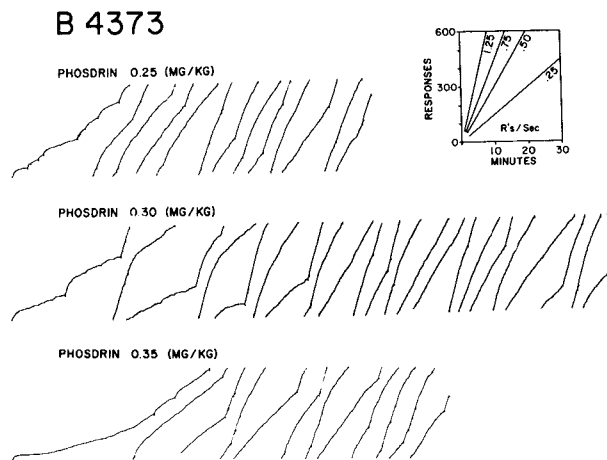 B 4373
PHOSDRIN 0.25 (MG/KG)
PHOSDRIN 0.30 (MG/KG)
PHOSDRIN 0.35 (MG/KG)
RESPONSES
600
300
0
1.25
.75
.50
.25
R's/Sec
10 20 30
MINUTES